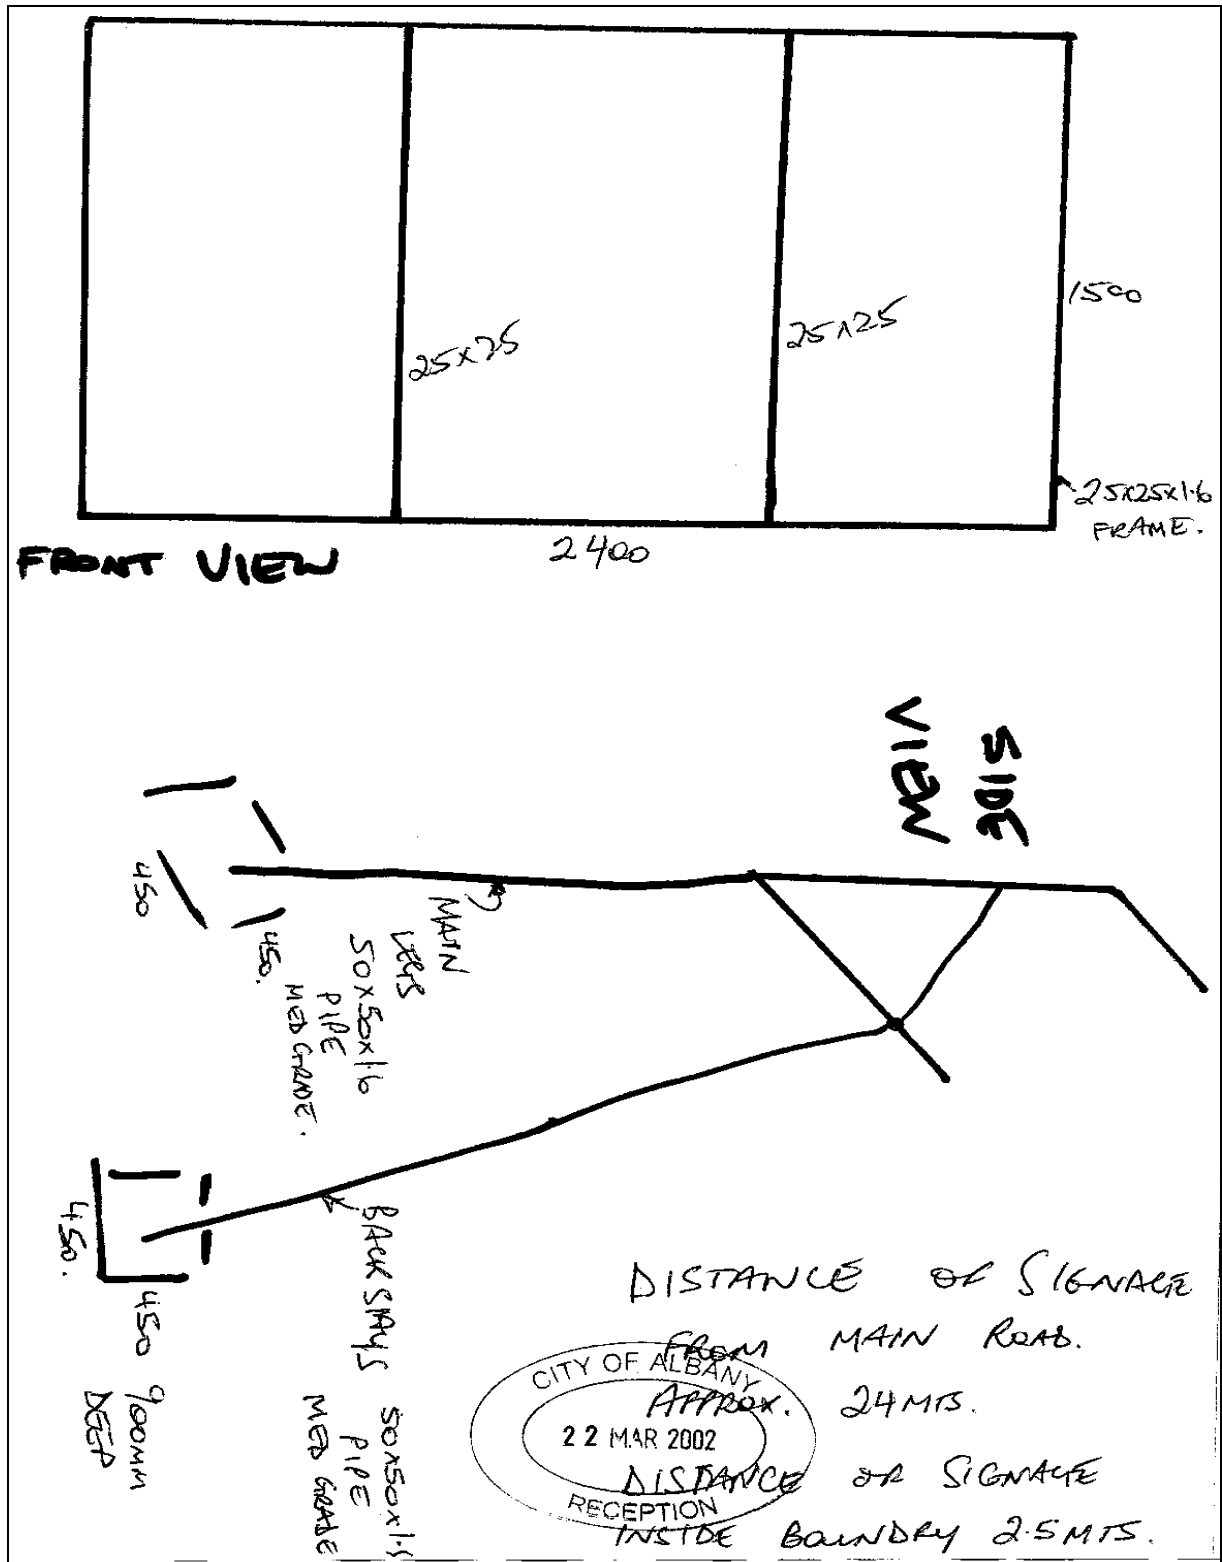 1500
25x25
25x25
25x25x1.6
FRAME.
2400
FRONT VIEW
SIDE
VIEW
450
450.
MAIN
LEGS
50x50x1.6
PIPE
MED GRADE.
450.
450
900MM
DEEP
BACK STAYS
50x50x1.6
PIPE
MED GRADE
DISTANCE OF SIGNAGE
FROM MAIN ROAD.
APPROX. 24MTS.
DISTANCE OF SIGNAGE
INSIDE BOUNDRY 2.5MTS.
CITY OF ALBANY
22 MAR 2002
RECEPTION